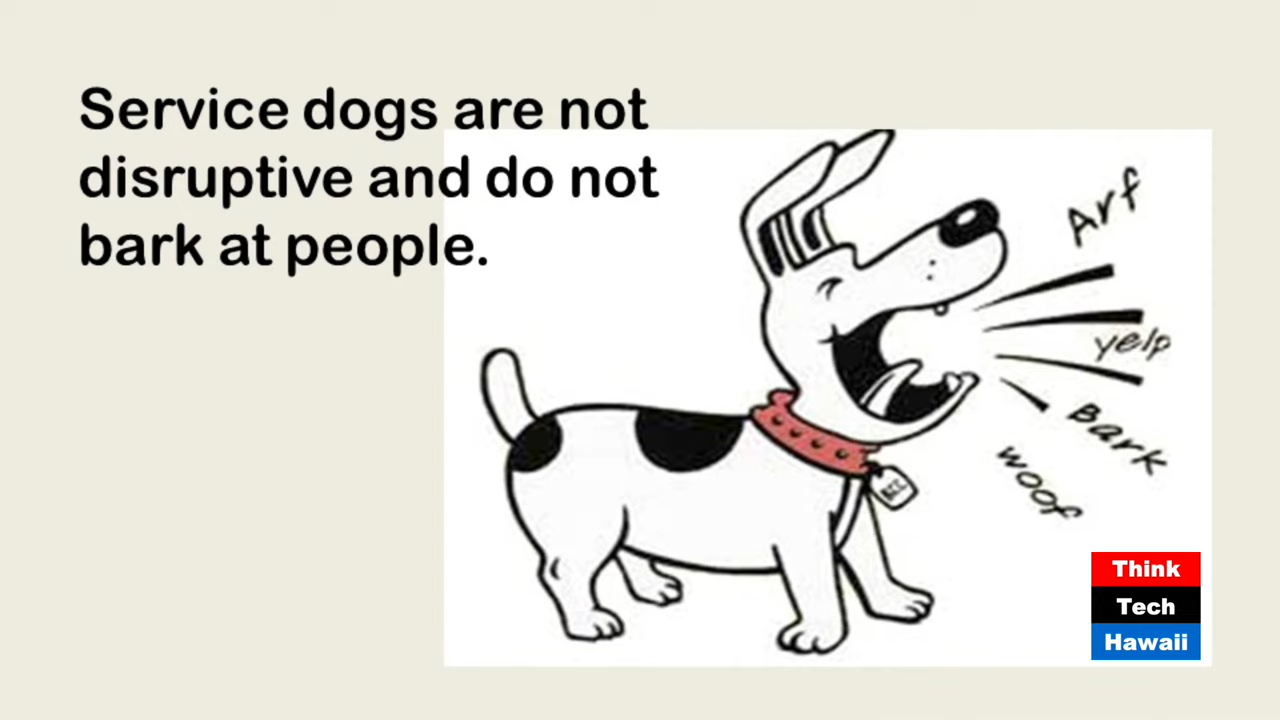 Service dogs are not
disruptive and do not
bark at people.
Arf
yelp
Bark
woof
Think
Tech
Hawaii